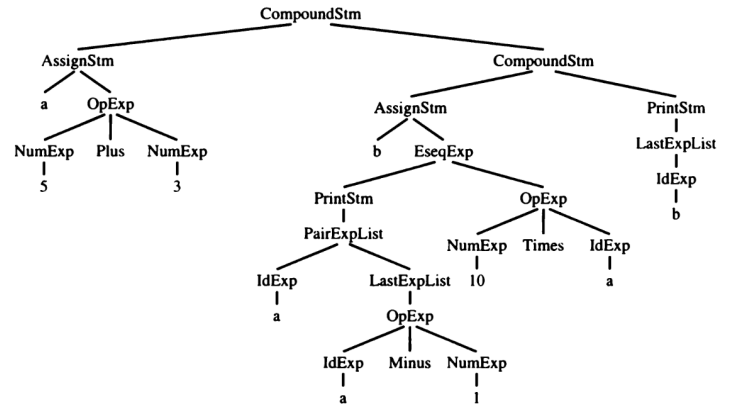 CompoundStm
AssignStm CompoundStm
a OpExp AssignStm PrintStm
NumExp Plus NumExp b EseqExp LastExpList
5 3 IdExp
PrintStm OpExp b
PairExpList
NumExp Times IdExp
IdExp LastExpList 10 a
a OpExp
IdExp Minus NumExp
a 1